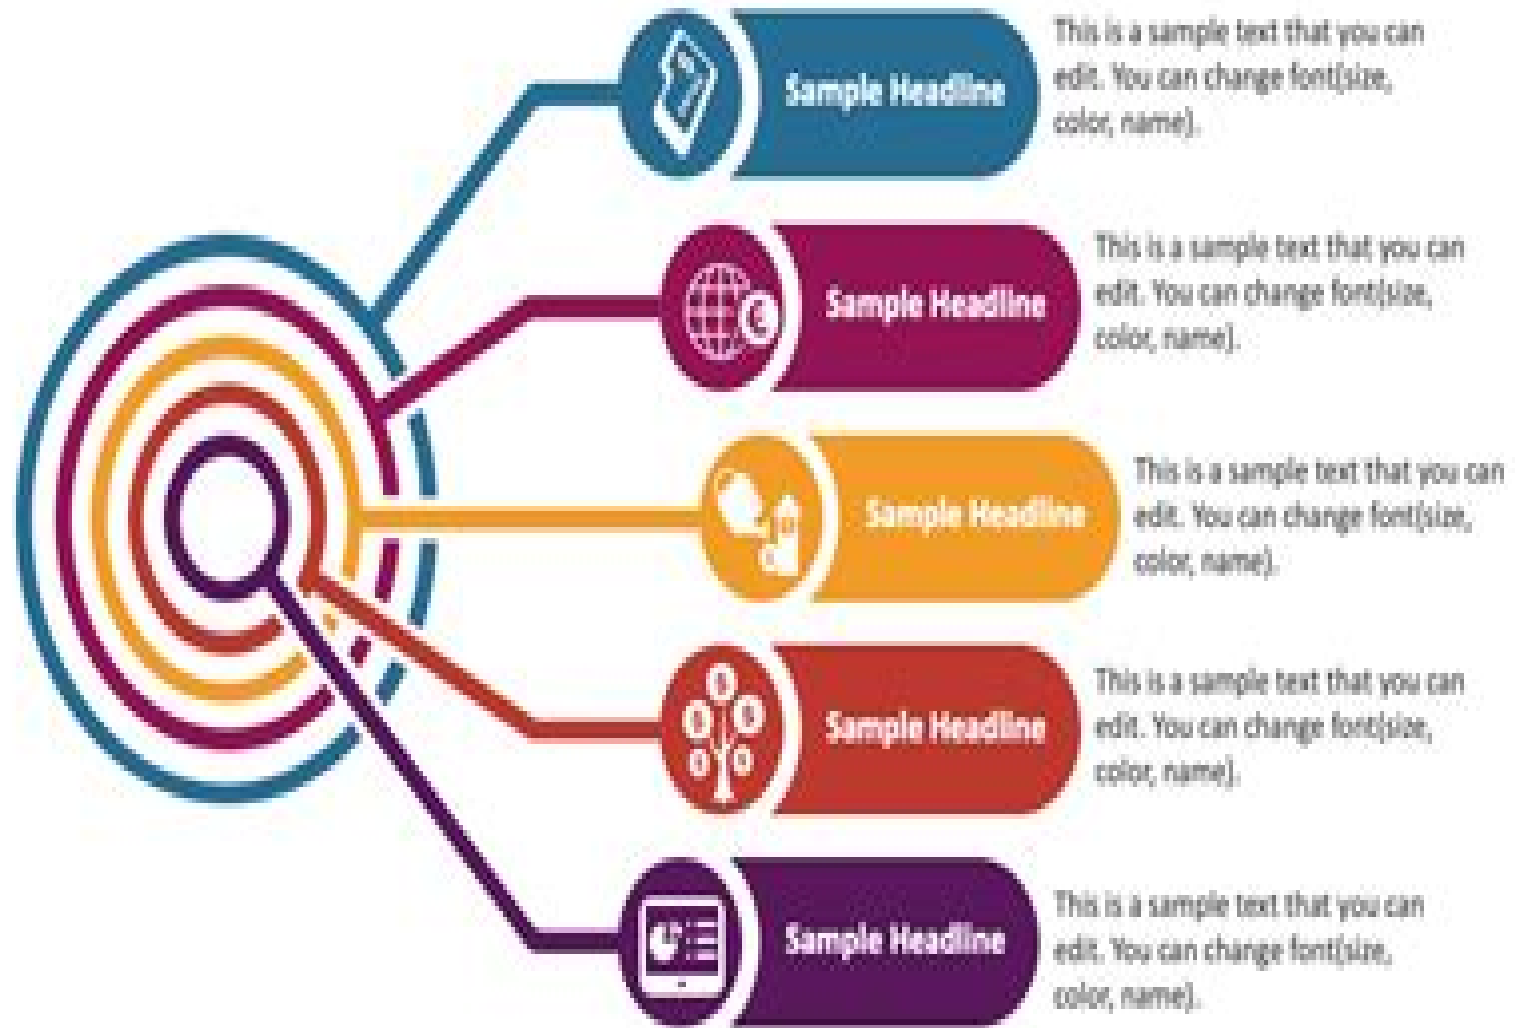 Sample Headline
This is a sample text that you can
edit. You can change font(size,
color, name).
Sample Headline
This is a sample text that you can
edit. You can change font(size,
color, name).
Sample Headline
This is a sample text that you can
edit. You can change font(size,
color, name).
Sample Headline
This is a sample text that you can
edit. You can change font(size,
color, name).
Sample Headline
This is a sample text that you can
edit. You can change font(size,
color, name).